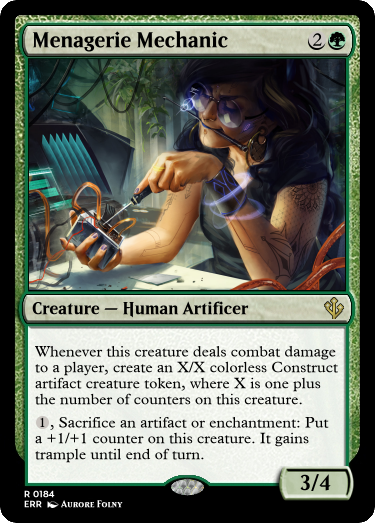 Menagerie Mechanic 2
Creature — Human Artificer
Whenever this creature deals combat damage
to a player, create an X/X colorless Construct
artifact creature token, where X is one plus
the number of counters on this creature.
1, Sacrifice an artifact or enchantment: Put
a +1/+1 counter on this creature. It gains
trample until end of turn.
3/4
R 0184
ERR Aurore Folny